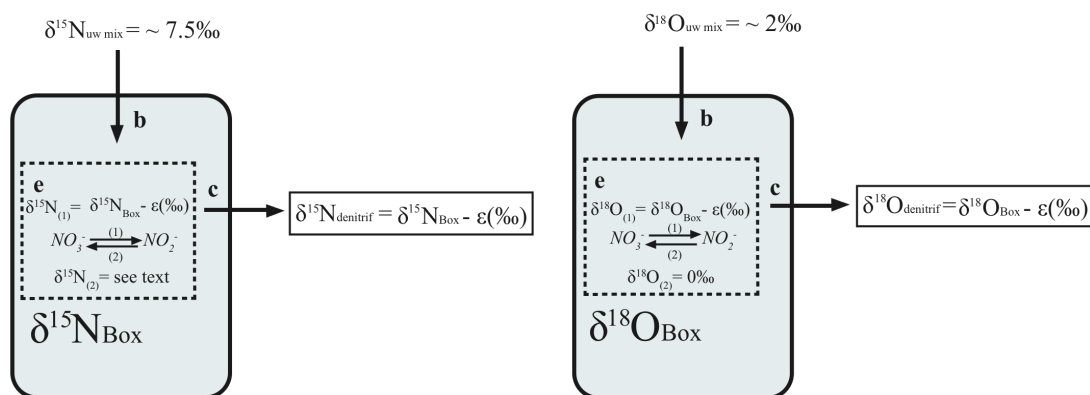 δ¹⁵Nuw mix = ~ 7.5‰
b
e
δ¹⁵N(1) = δ¹⁵NBox - ε(‰)
NO₃⁻ (1) NO₂⁻
(2)
δ¹⁵N(2) = see text
δ¹⁵NBox
c
δ¹⁵Ndenitrif = δ¹⁵NBox - ε(‰)
δ¹⁸Ouw mix = ~ 2‰
b
e
δ¹⁸O(1) = δ¹⁸OBox - ε(‰)
NO₃⁻ (1) NO₂⁻
(2)
δ¹⁸O(2) = 0‰
δ¹⁸OBox
c
δ¹⁸Odenitrif = δ¹⁸OBox - ε(‰)